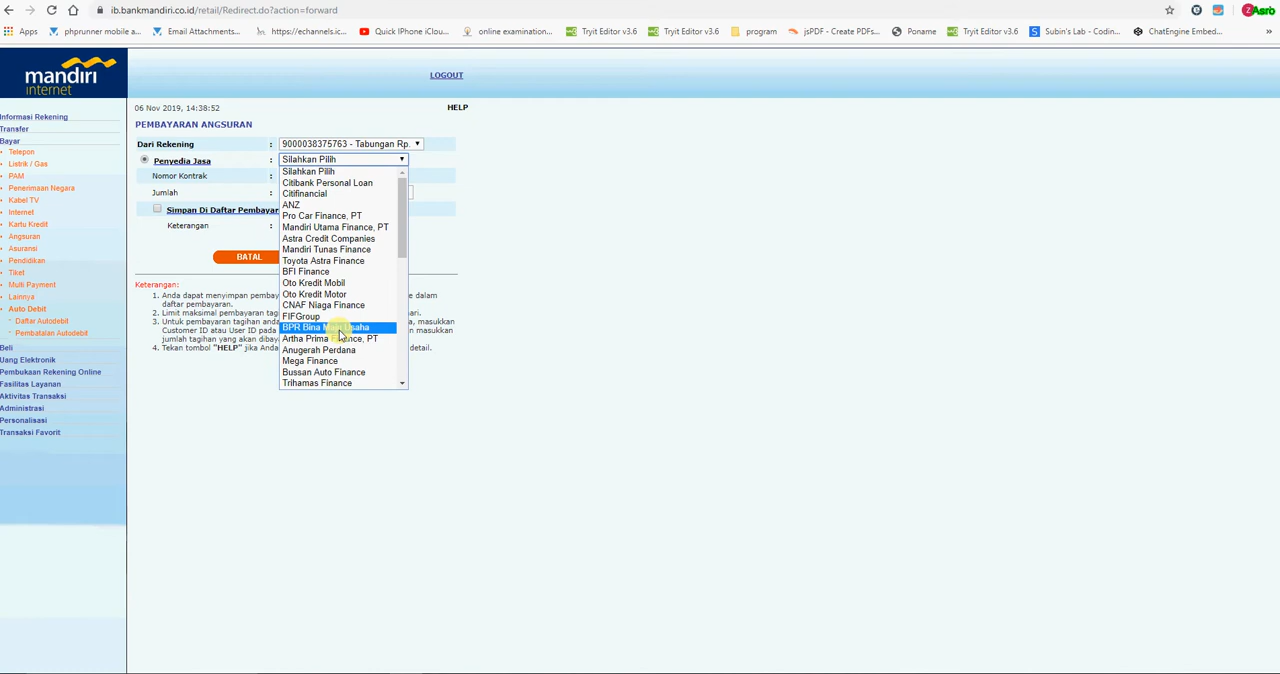 ib.bankmandiri.co.id/retail/Redirect.do?action=forward
Asro
Apps
phprunner mobile a...
Email Attachments...
https://echannels.ic...
Quick IPhone iClou...
online examination...
Tryit Editor v3.6
Tryit Editor v3.6
program
jsPDF - Create PDFs...
Poname
Tryit Editor v3.6
Subin's Lab - Codin...
ChatEngine Embed...
»
mandiri
internet
LOGOUT
06 Nov 2019, 14:38:52
HELP
PEMBAYARAN ANGSURAN
Dari Rekening : 9000038375763 - Tabungan Rp.
Penyedia Jasa : Silahkan Pilih
Nomor Kontrak :
Jumlah :
Simpan Di Daftar Pembayar
Keterangan :
BATAL
Silahkan Pilih
Citibank Personal Loan
Citifinancial
ANZ
Pro Car Finance, PT
Mandiri Utama Finance, PT
Astra Credit Companies
Mandiri Tunas Finance
Toyota Astra Finance
BFI Finance
Oto Kredit Mobil
Oto Kredit Motor
CNAF Niaga Finance
FIFGroup
BPR Bina Maju Usaha
Artha Prima Finance, PT
Anugerah Perdana
Mega Finance
Bussan Auto Finance
Trihamas Finance
Keterangan:
1. Anda dapat menyimpan pembay
e dalam
daftar pembayaran.
2. Limit maksimal pembayaran tag
ari.
3. Untuk pembayaran tagihan anda
a, masukkan
Customer ID atau User ID pada
masukkan
jumlah tagihan yang akan dibaya
4. Tekan tombol "HELP" jika Anda
detail.
Informasi Rekening
Transfer
Bayar
Telepon
Listrik / Gas
PAM
Penerimaan Negara
Kabel TV
Internet
Kartu Kredit
Angsuran
Asuransi
Pendidikan
Tiket
Multi Payment
Lainnya
Auto Debit
Daftar Autodebil
Pembatalan Autodebit
Beli
Uang Elektronik
Pembukaan Rekening Online
Fasilitas Layanan
Aktivitas Transaksi
Administrasi
Personalisasi
Transaksi Favorit